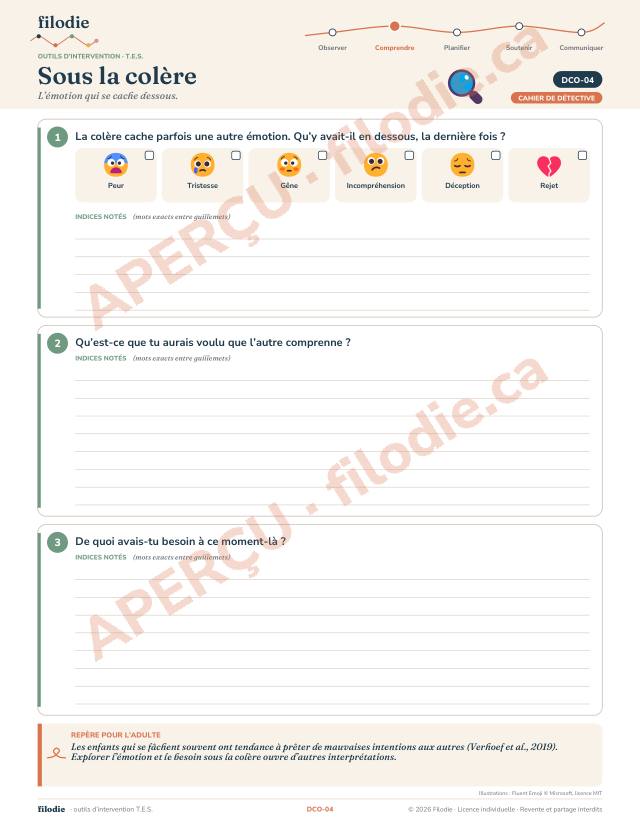 filodie
OUTILS D'INTERVENTION · T.E.S.
Sous la colère
L'émotion qui se cache dessous.
Observer
Comprendre
Planifier
Soutenir
Communiquer
DCO-04
CAHIER DE DÉTECTIVE
1 La colère cache parfois une autre émotion. Qu'y avait-il en dessous, la dernière fois ?
Peur
Tristesse
Gêne
Incompréhension
Déception
Rejet
INDICES NOTÉS (mots exacts entre guillemets)
APERÇU · filodie.ca
2 Qu'est-ce que tu aurais voulu que l'autre comprenne ?
INDICES NOTÉS (mots exacts entre guillemets)
APERÇU · filodie.ca
3 De quoi avais-tu besoin à ce moment-là ?
INDICES NOTÉS (mots exacts entre guillemets)
REPÈRE POUR L'ADULTE
Les enfants qui se fâchent souvent ont tendance à prêter de mauvaises intentions aux autres (Verhoef et al., 2019).
Explorer l'émotion et le besoin sous la colère ouvre d'autres interprétations.
Illustrations : Fluent Emoji © Microsoft, licence MIT
filodie · outils d'intervention T.E.S.
DCO-04
© 2026 Filodie · Licence individuelle · Revente et partage interdits